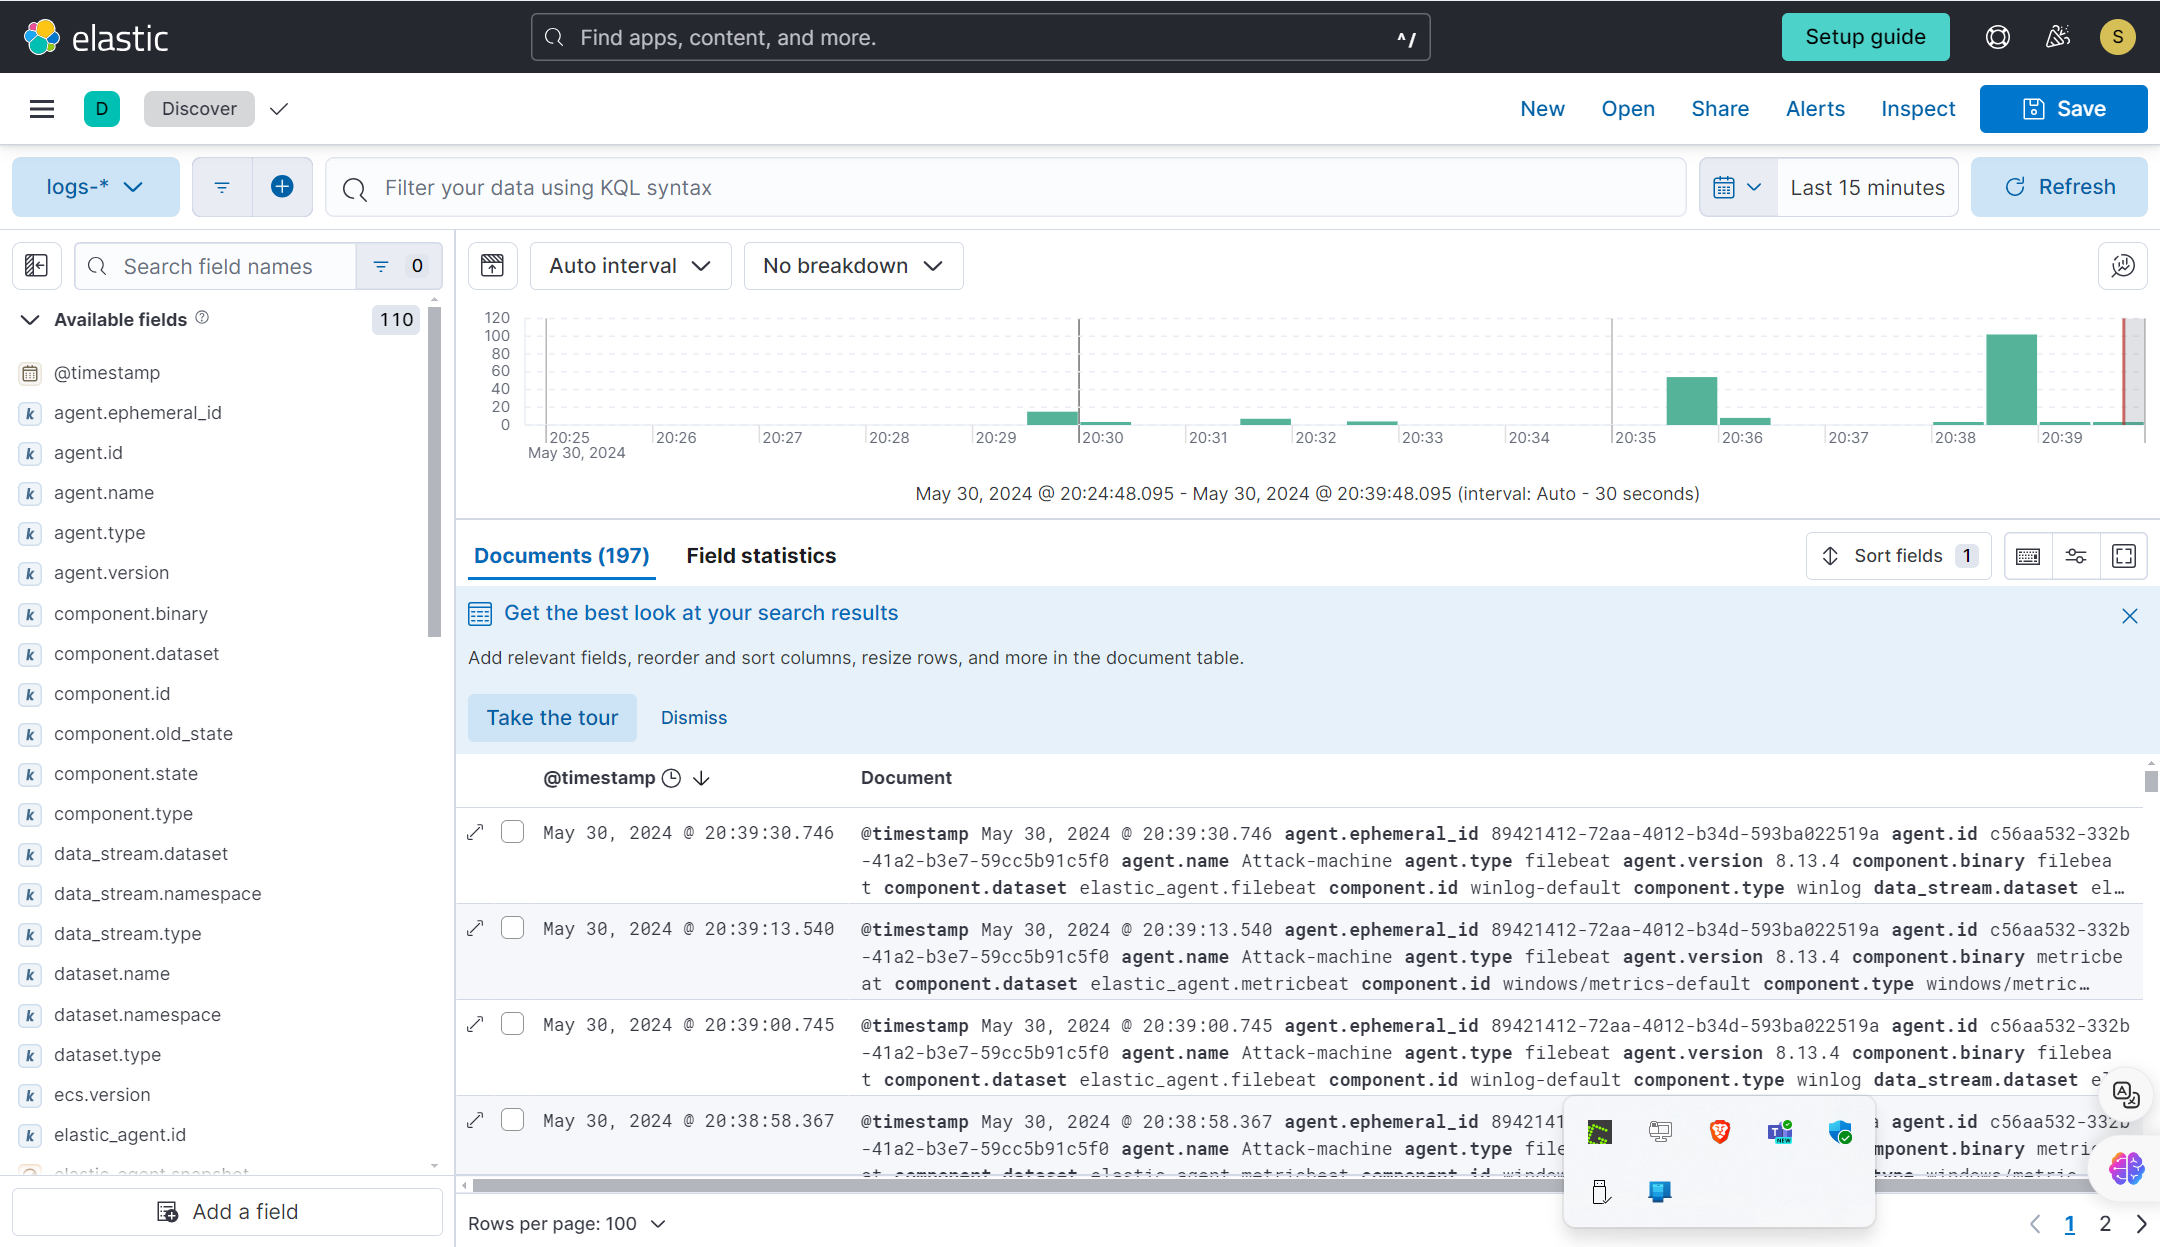 elastic
Find apps, content, and more.
^/
Setup guide
S
D
Discover
New
Open
Share
Alerts
Inspect
Save
logs-*
Filter your data using KQL syntax
Last 15 minutes
Refresh
Search field names
0
Auto interval
No breakdown
Available fields
110
@timestamp
k agent.ephemeral_id
k agent.id
k agent.name
k agent.type
k agent.version
k component.binary
k component.dataset
k component.id
k component.old_state
k component.state
k component.type
k data_stream.dataset
k data_stream.namespace
k data_stream.type
k dataset.name
k dataset.namespace
k dataset.type
k ecs.version
k elastic_agent.id
elastic_agent.snapshot
Add a field
120
100
80
60
40
20
0
20:25 20:26 20:27 20:28 20:29 20:30 20:31 20:32 20:33 20:34 20:35 20:36 20:37 20:38 20:39
May 30, 2024
May 30, 2024 @ 20:24:48.095 - May 30, 2024 @ 20:39:48.095 (interval: Auto - 30 seconds)
Documents (197)
Field statistics
Sort fields 1
Get the best look at your search results
Add relevant fields, reorder and sort columns, resize rows, and more in the document table.
Take the tour
Dismiss
@timestamp
Document
May 30, 2024 @ 20:39:30.746
@timestamp May 30, 2024 @ 20:39:30.746 agent.ephemeral_id 89421412-72aa-4012-b34d-593ba022519a agent.id c56aa532-332b
-41a2-b3e7-59cc5b91c5f0 agent.name Attack-machine agent.type filebeat agent.version 8.13.4 component.binary filebea
t component.dataset elastic_agent.filebeat component.id winlog-default component.type winlog data_stream.dataset el…
May 30, 2024 @ 20:39:13.540
@timestamp May 30, 2024 @ 20:39:13.540 agent.ephemeral_id 89421412-72aa-4012-b34d-593ba022519a agent.id c56aa532-332b
-41a2-b3e7-59cc5b91c5f0 agent.name Attack-machine agent.type filebeat agent.version 8.13.4 component.binary metricbe
at component.dataset elastic_agent.metricbeat component.id windows/metrics-default component.type windows/metric…
May 30, 2024 @ 20:39:00.745
@timestamp May 30, 2024 @ 20:39:00.745 agent.ephemeral_id 89421412-72aa-4012-b34d-593ba022519a agent.id c56aa532-332b
-41a2-b3e7-59cc5b91c5f0 agent.name Attack-machine agent.type filebeat agent.version 8.13.4 component.binary filebea
t component.dataset elastic_agent.filebeat component.id winlog-default component.type winlog data_stream.dataset
May 30, 2024 @ 20:38:58.367
@timestamp May 30, 2024 @ 20:38:58.367 agent.ephemeral_id 894214 a agent.id c56aa532-332
-41a2-b3e7-59cc5b91c5f0 agent.name Attack-machine agent.type file mponent.binary metri
at component.dataset elastic_agent.metricbeat component.id windo windows/metric
Rows per page: 100
1
2